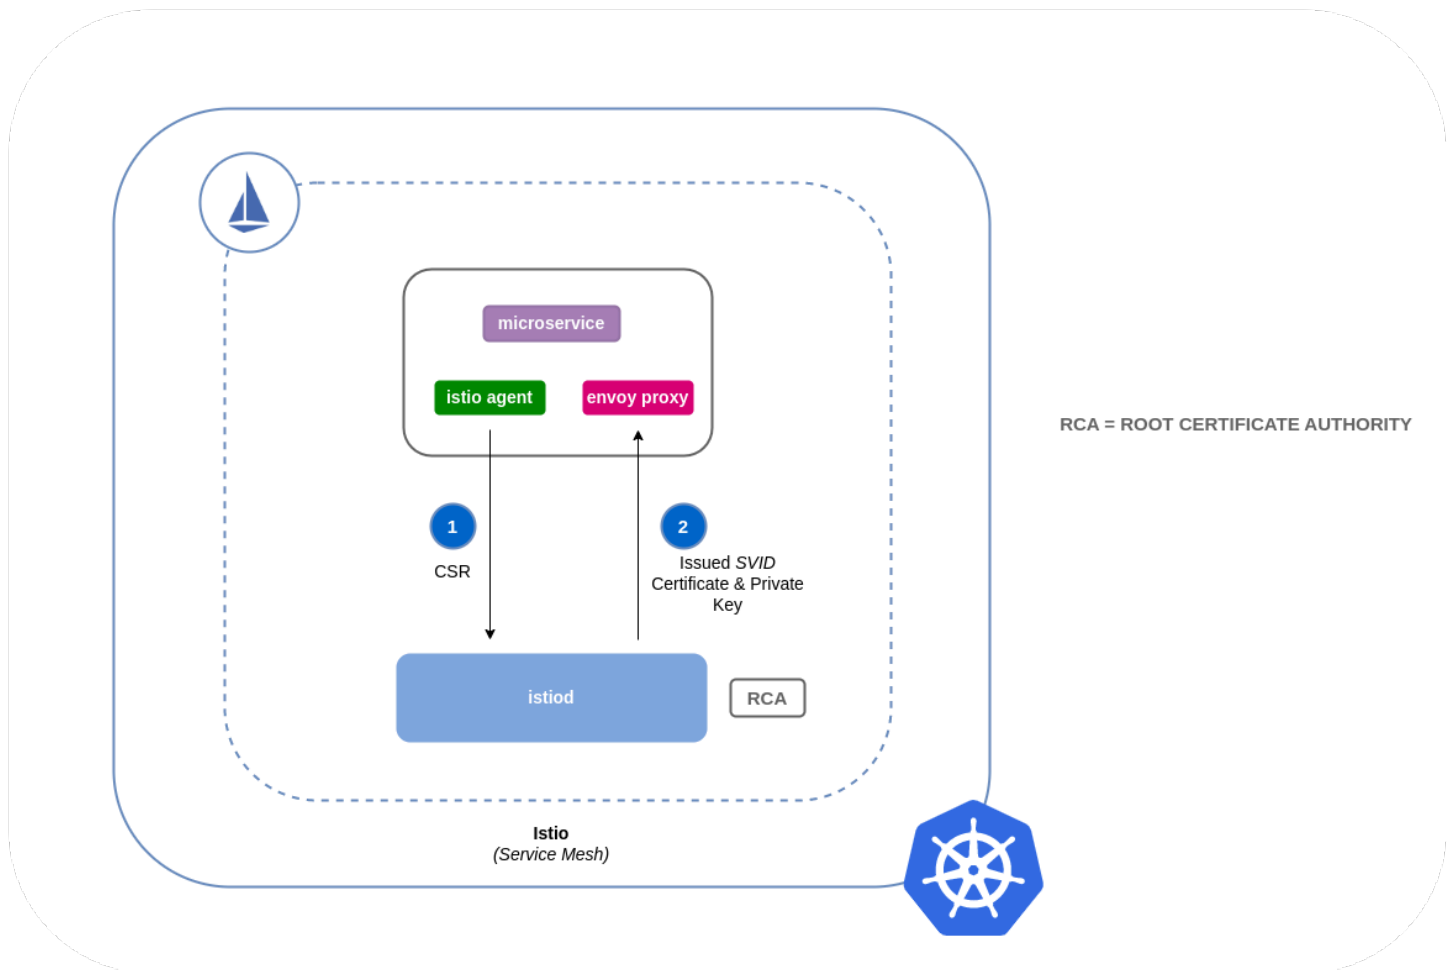 microservice
istio agent
envoy proxy
RCA = ROOT CERTIFICATE AUTHORITY
1
2
CSR
Issued SVID
Certificate & Private
Key
istiod
RCA
Istio
(Service Mesh)